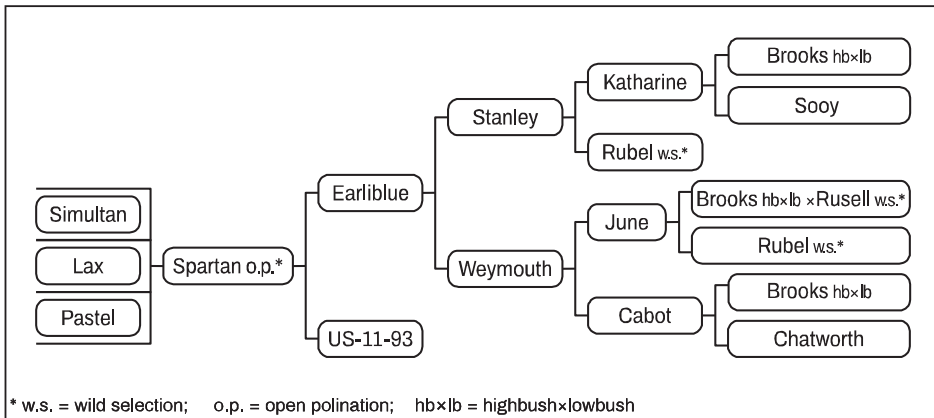 Brooks hb×lb
Katharine
Sooy
Stanley
Rubel w.s.*
Earliblue
Simultan
Brooks hb×lb ×Rusell w.s.*
June
Lax
Spartan o.p.*
Weymouth
Rubel w.s.*
Pastel
Brooks hb×lb
Cabot
US-11-93
Chatworth
* w.s. = wild selection; o.p. = open polination; hb×lb = highbush×lowbush